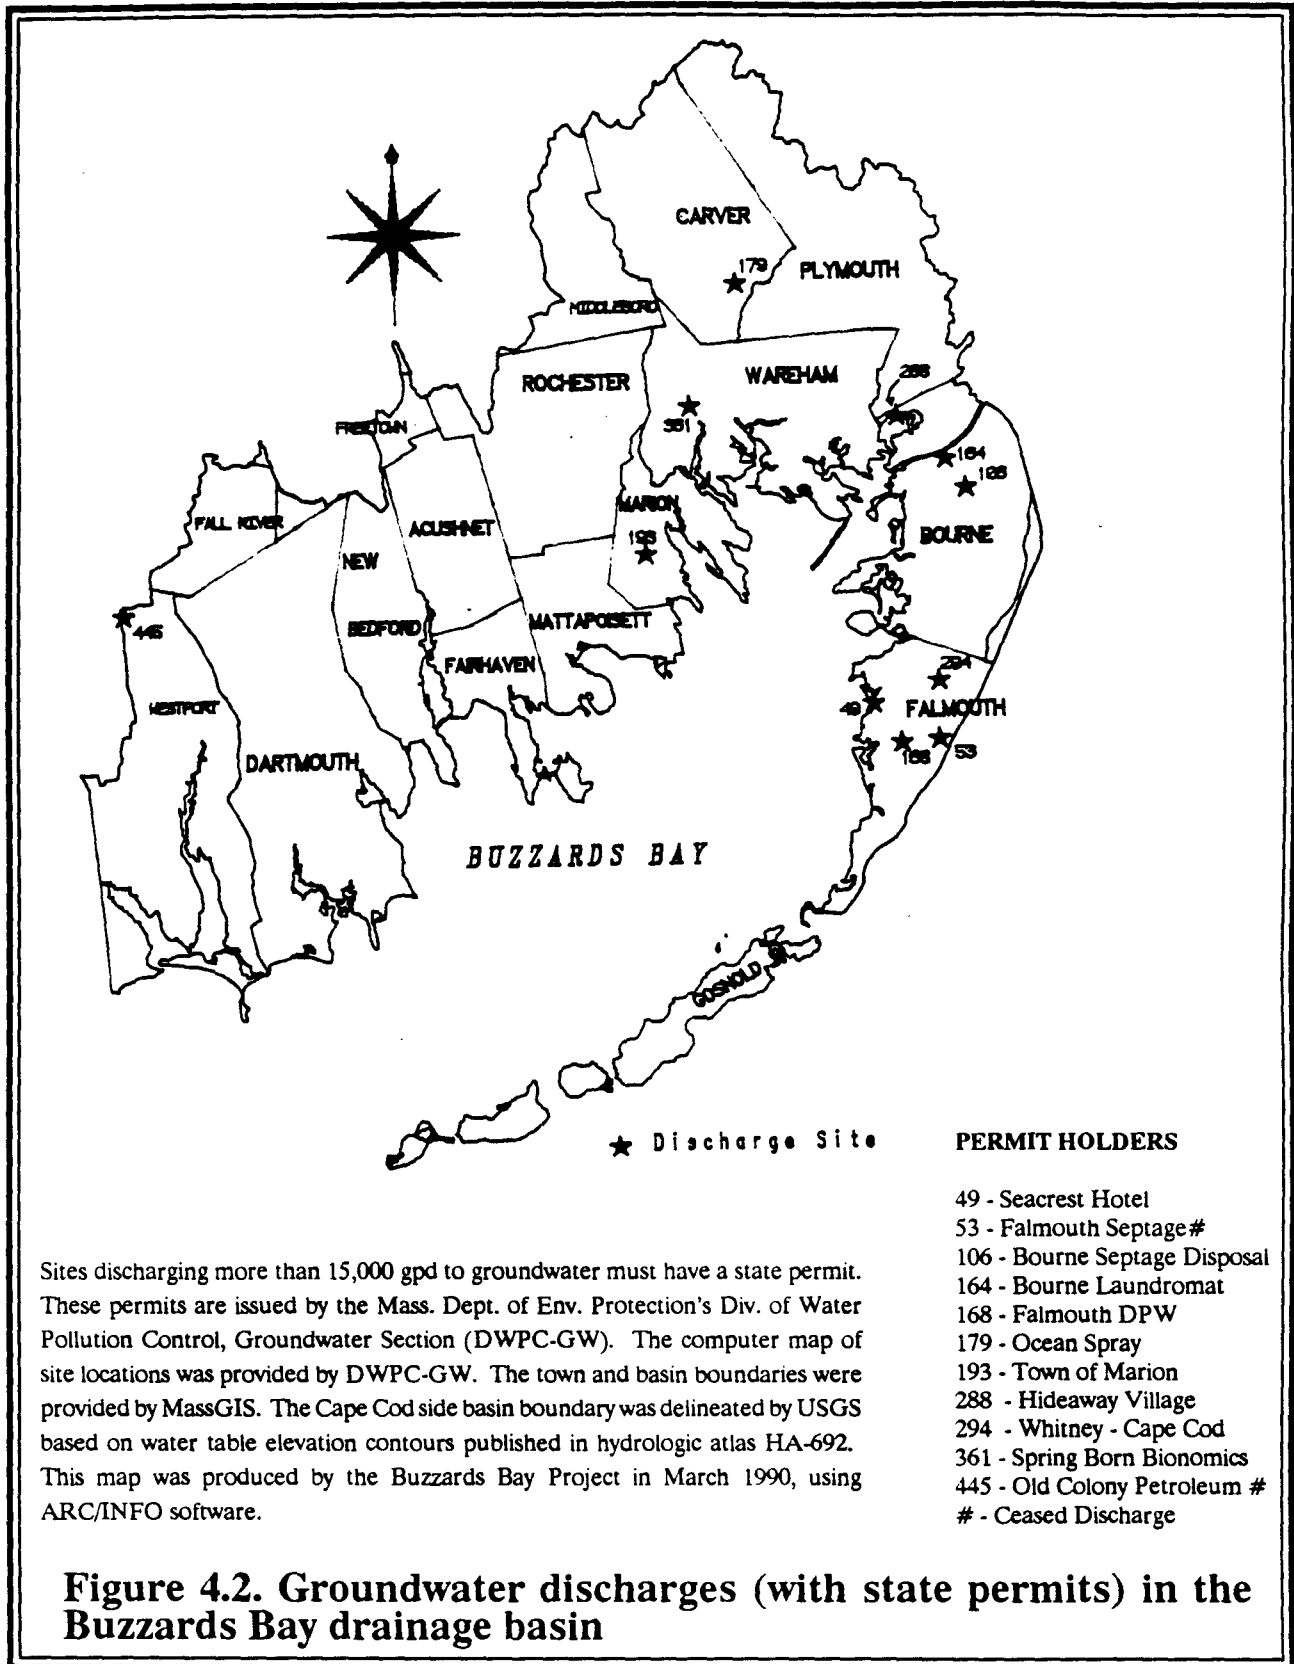 CARVER
179
PLYMOUTH
MIDDLEBORO
ROCHESTER
WAREHAM
288
FREETOWN
361
164
106
FALL RIVER
ACUSHNET
MARION
193
BOURNE
NEW
BEDFORD
445
MATTAPOISETT
FAIRHAVEN
294
WESTPORT
49
FALMOUTH
DARTMOUTH
168
53
BUZZARDS BAY
GOSNOLD
Discharge Site
PERMIT HOLDERS
49 - Seacrest Hotel
53 - Falmouth Septage#
106 - Bourne Septage Disposal
164 - Bourne Laundromat
168 - Falmouth DPW
179 - Ocean Spray
193 - Town of Marion
288 - Hideaway Village
294 - Whitney - Cape Cod
361 - Spring Born Bionomics
445 - Old Colony Petroleum #
# - Ceased Discharge
Sites discharging more than 15,000 gpd to groundwater must have a state permit.
These permits are issued by the Mass. Dept. of Env. Protection's Div. of Water
Pollution Control, Groundwater Section (DWPC-GW). The computer map of
site locations was provided by DWPC-GW. The town and basin boundaries were
provided by MassGIS. The Cape Cod side basin boundary was delineated by USGS
based on water table elevation contours published in hydrologic atlas HA-692.
This map was produced by the Buzzards Bay Project in March 1990, using
ARC/INFO software.
Figure 4.2. Groundwater discharges (with state permits) in the
Buzzards Bay drainage basin